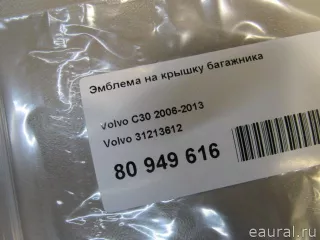 Эмблема на крышку багажника
Volvo C30 2006-2013
Volvo 31213612
80 949 616
eaural.ru